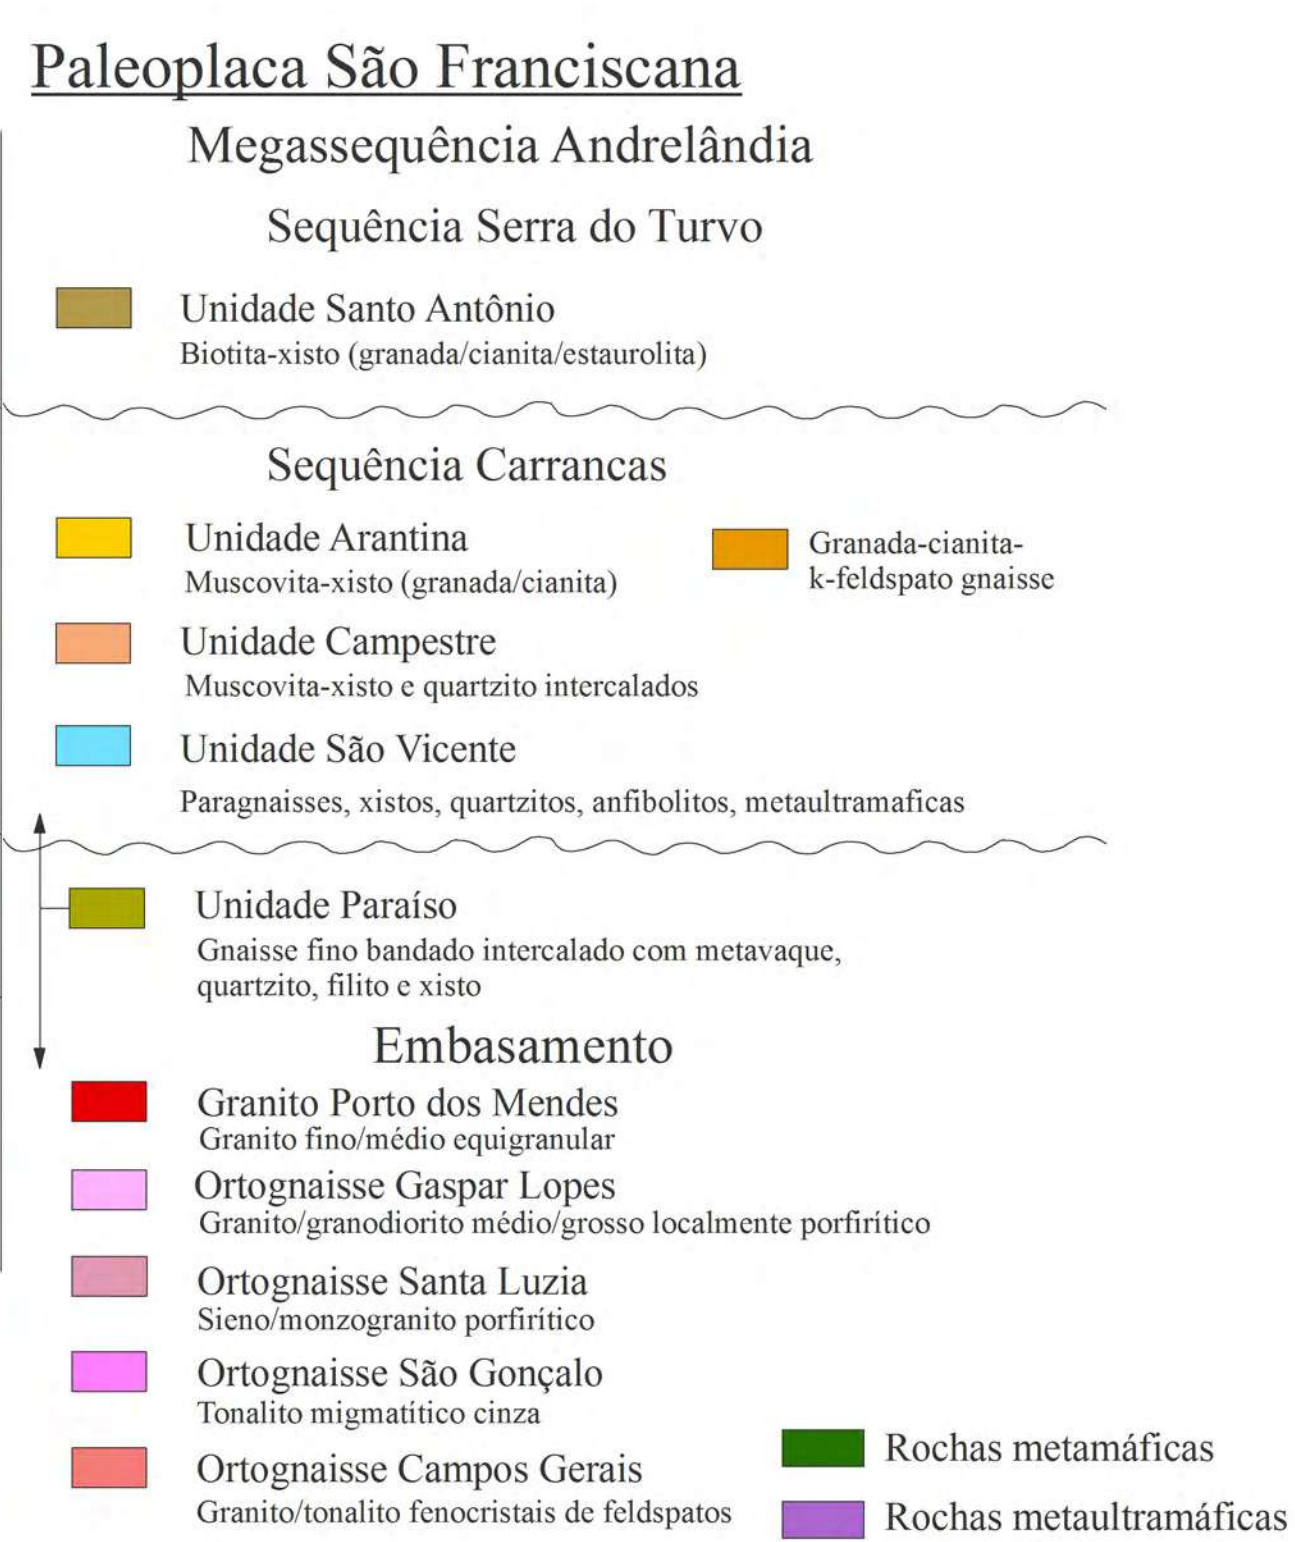 Paleoplaca São Franciscana
Megassequência Andrelândia
Sequência Serra do Turvo
Unidade Santo Antônio
Biotita-xisto (granada/cianita/estaurolita)
Sequência Carrancas
Unidade Arantina
Muscovita-xisto (granada/cianita)
Granada-cianita-
k-feldspato gnaisse
Unidade Campestre
Muscovita-xisto e quartzito intercalados
Unidade São Vicente
Paragnaisses, xistos, quartzitos, anfibolitos, metaultramaficas
Unidade Paraíso
Gnaisse fino bandado intercalado com metavaque,
quartzito, filito e xisto
Embasamento
Granito Porto dos Mendes
Granito fino/médio equigranular
Ortognaisse Gaspar Lopes
Granito/granodiorito médio/grosso localmente porfirítico
Ortognaisse Santa Luzia
Sieno/monzogranito porfirítico
Ortognaisse São Gonçalo
Tonalito migmatítico cinza
Ortognaisse Campos Gerais
Granito/tonalito fenocristais de feldspatos
Rochas metamáficas
Rochas metaultramáficas